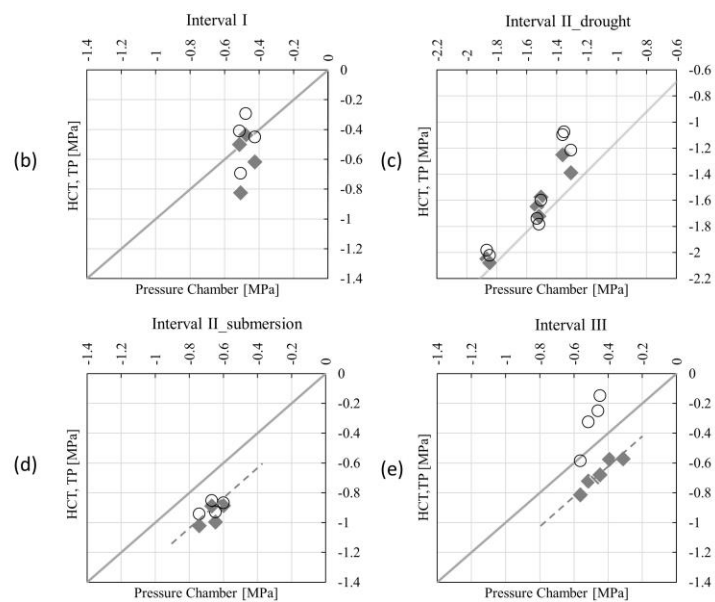 Interval I
-1.4 -1.2 -1 -0.8 -0.6 -0.4 -0.2 0
0
-0.2
-0.4
-0.6
-0.8
-1
-1.2
-1.4
(b)
HCT, TP [MPa]
Pressure Chamber [MPa]
Interval II_drought
-2.2 -2 -1.8 -1.6 -1.4 -1.2 -1 -0.8 -0.6
-0.6
-0.8
-1
-1.2
-1.4
-1.6
-1.8
-2
-2.2
(c)
HCT, TP [MPa]
Pressure Chamber [MPa]
Interval II_submersion
-1.4 -1.2 -1 -0.8 -0.6 -0.4 -0.2 0
0
-0.2
-0.4
-0.6
-0.8
-1
-1.2
-1.4
(d)
HCT, TP [MPa]
Pressure Chamber [MPa]
Interval III
-1.4 -1.2 -1 -0.8 -0.6 -0.4 -0.2 0
0
-0.2
-0.4
-0.6
-0.8
-1
-1.2
-1.4
(e)
HCT,TP [MPa]
Pressure Chamber [MPa]